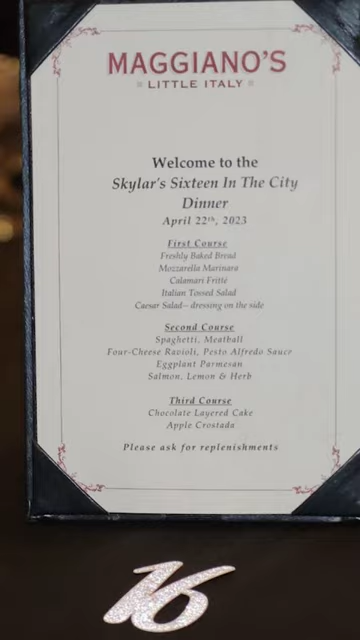 MAGGIANO'S
LITTLE ITALY
Welcome to the
Skylar's Sixteen In The City
Dinner
April 22th, 2023
First Course
Freshly Baked Bread
Mozzarella Marinara
Calamari Fritte
Italian Tossed Salad
Caesar Salad – dressing on the side
Second Course
Spaghetti, Meatball
Four-Cheese Ravioli, Pesto Alfredo Sauce
Eggplant Parmesan
Salmon, Lemon & Herb
Third Course
Chocolate Layered Cake
Apple Crostada
Please ask for replenishments
16